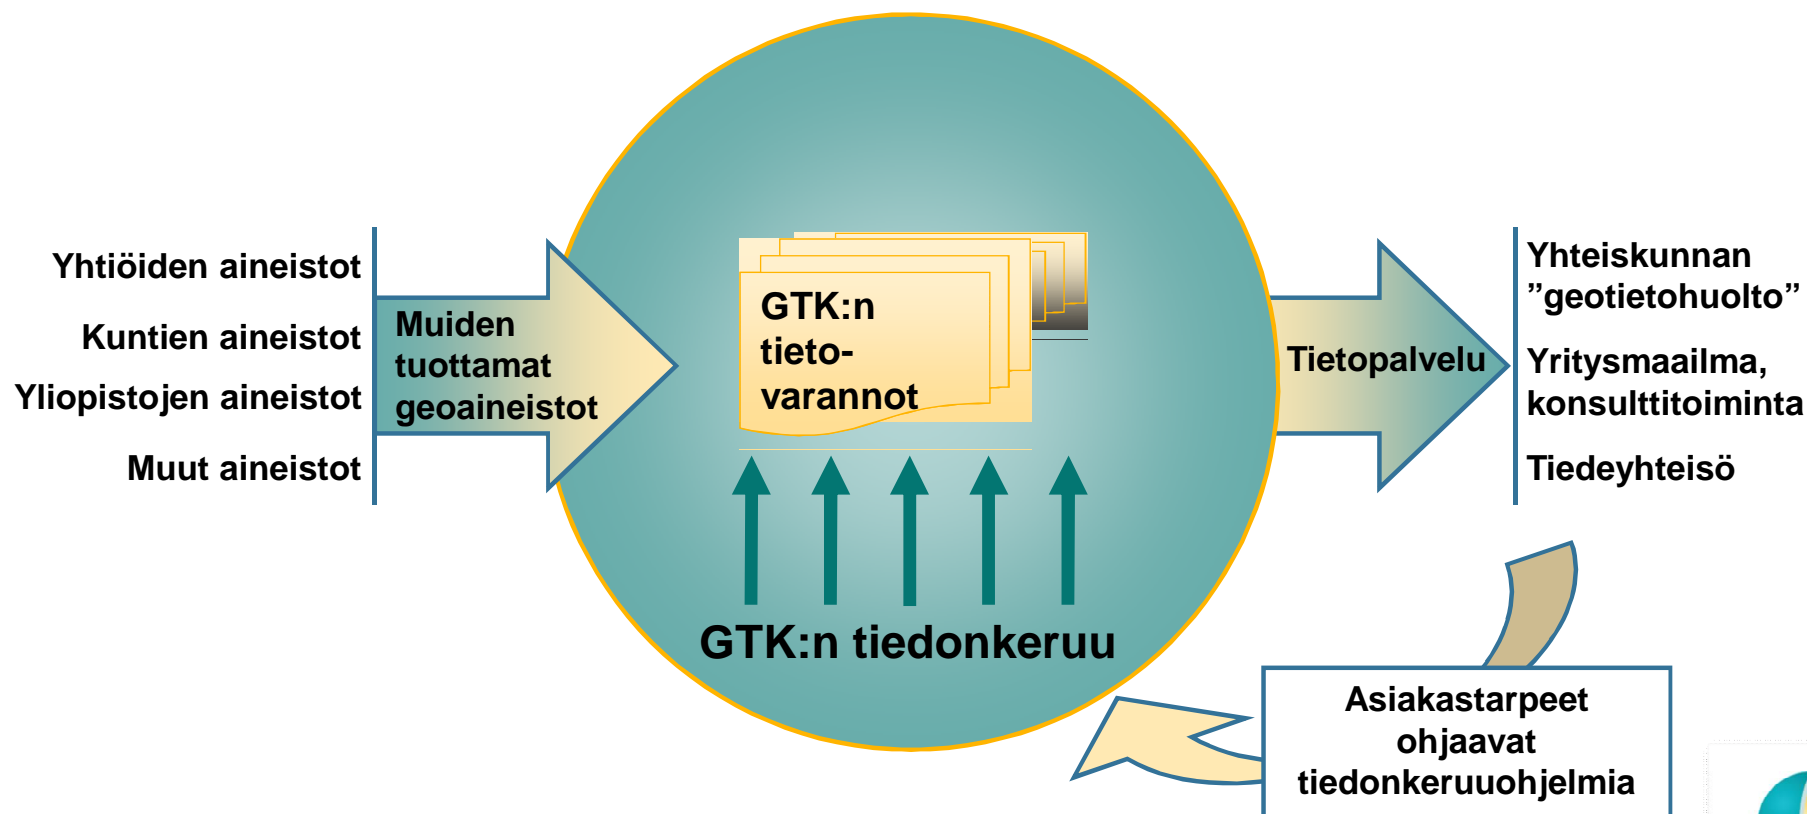 Yhtiöiden aineistot
Kuntien aineistot
Yliopistojen aineistot
Muut aineistot
Muiden
tuottamat
geoaineistot
GTK:n
tieto-
varannot
GTK:n tiedonkeruu
Tietopalvelu
Yhteiskunnan
”geotietohuolto”
Yritysmaailma,
konsulttitoiminta
Tiedeyhteisö
Asiakastarpeet
ohjaavat
tiedonkeruuohjelmia